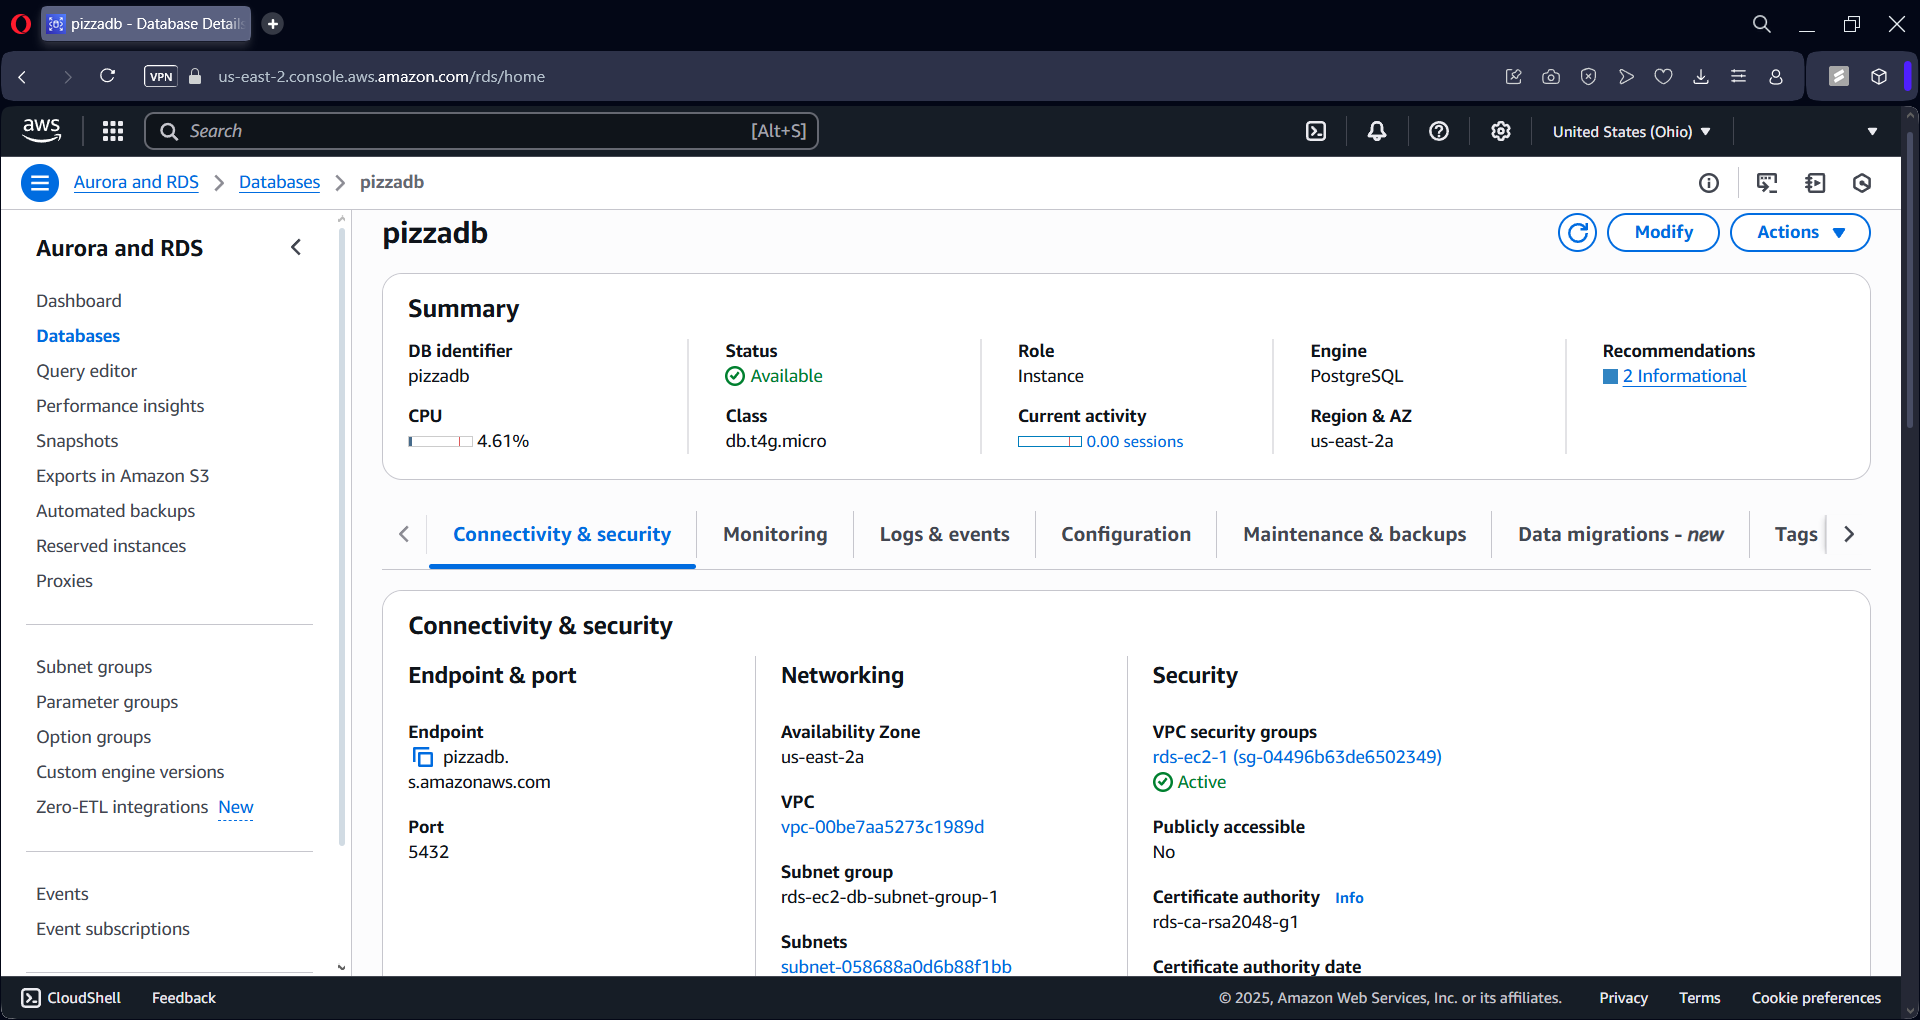 pizzadb - Database Details
VPN us-east-2.console.aws.amazon.com/rds/home
aws Search [Alt+S] United States (Ohio)
Aurora and RDS Databases pizzadb
Aurora and RDS
Dashboard
Databases
Query editor
Performance insights
Snapshots
Exports in Amazon S3
Automated backups
Reserved instances
Proxies
Subnet groups
Parameter groups
Option groups
Custom engine versions
Zero-ETL integrations New
Events
Event subscriptions
pizzadb
Modify
Actions
Summary
DB identifier
pizzadb
CPU
4.61%
Status
Available
Class
db.t4g.micro
Role
Instance
Current activity
0.00 sessions
Engine
PostgreSQL
Region & AZ
us-east-2a
Recommendations
2 Informational
Connectivity & security Monitoring Logs & events Configuration Maintenance & backups Data migrations - new Tags
Connectivity & security
Endpoint & port
Endpoint
pizzadb.
s.amazonaws.com
Port
5432
Networking
Availability Zone
us-east-2a
VPC
vpc-00be7aa5273c1989d
Subnet group
rds-ec2-db-subnet-group-1
Subnets
subnet-058688a0d6b88f1bb
Security
VPC security groups
rds-ec2-1 (sg-04496b63de6502349)
Active
Publicly accessible
No
Certificate authority Info
rds-ca-rsa2048-g1
Certificate authority date
CloudShell Feedback © 2025, Amazon Web Services, Inc. or its affiliates. Privacy Terms Cookie preferences